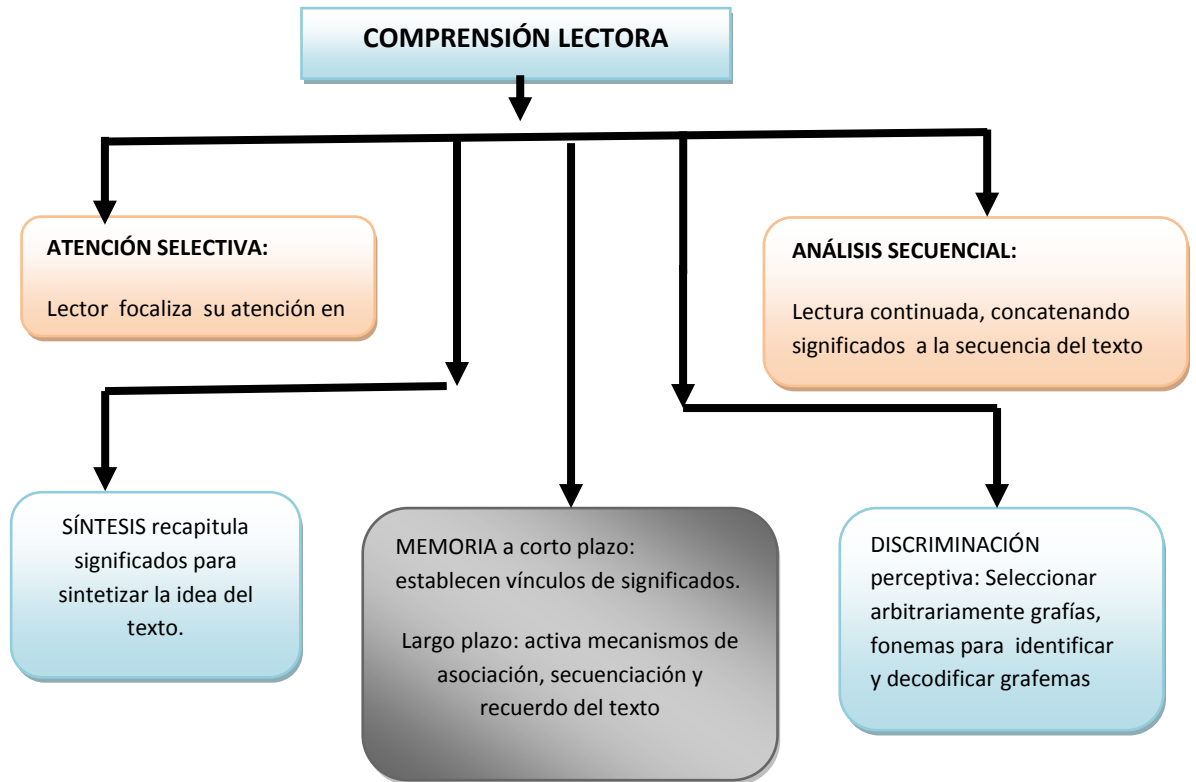 COMPRENSIÓN LECTORA
ATENCIÓN SELECTIVA:
Lector focaliza su atención en
ANÁLISIS SECUENCIAL:
Lectura continuada, concatenando
significados a la secuencia del texto
SÍNTESIS recapitula
significados para
sintetizar la idea del
texto.
MEMORIA a corto plazo:
establecen vínculos de significados.
Largo plazo: activa mecanismos de
asociación, secuenciación y
recuerdo del texto
DISCRIMINACIÓN
perceptiva: Seleccionar
arbitrariamente grafías,
fonemas para identificar
y decodificar grafemas